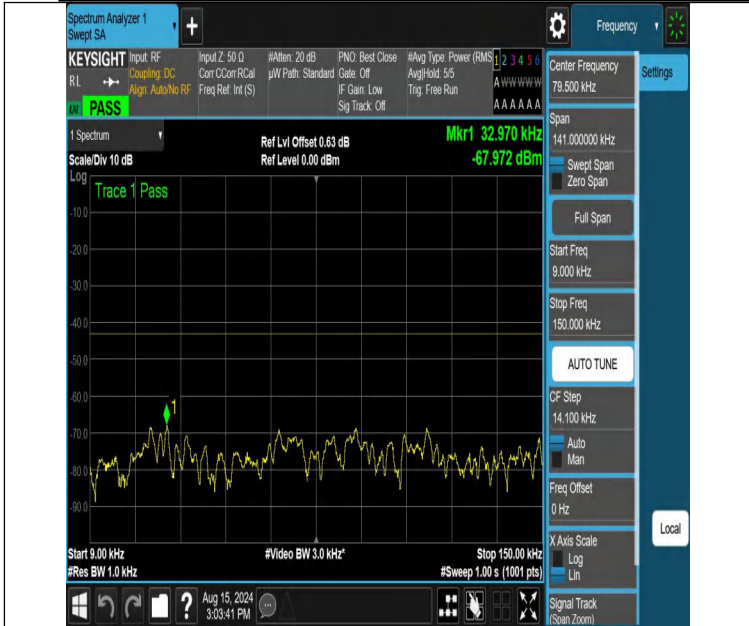 Spectrum Analyzer 1
Swept SA
+
Frequency
KEYSIGHT
RL
PASS
Input: RF
Coupling: DC
Align: Auto/No RF
Input Z: 50 Ω
Corr CCorr RCal
Freq Ref: Int (S)
#Atten: 20 dB
µW Path: Standard
PNO: Best Close
Gate: Off
IF Gain: Low
Sig Track: Off
#Avg Type: Power (RMS
Avg|Hold: 5/5
Trig: Free Run
1 2 3 4 5 6
A W W W W W
A A A A A A
1 Spectrum
Scale/Div 10 dB
Ref Lvl Offset 0.63 dB
Ref Level 0.00 dBm
Mkr1 32.970 kHz
-67.972 dBm
Log
Trace 1 Pass
-10.0
-20.0
-30.0
-40.0
-50.0
-60.0
1
-70.0
-80.0
-90.0
Start 9.00 kHz
#Res BW 1.0 kHz
#Video BW 3.0 kHz*
Stop 150.00 kHz
#Sweep 1.00 s (1001 pts)
Center Frequency
79.500 kHz
Settings
Span
141.000000 kHz
Swept Span
Zero Span
Full Span
Start Freq
9.000 kHz
Stop Freq
150.000 kHz
AUTO TUNE
CF Step
14.100 kHz
Auto
Man
Freq Offset
0 Hz
Local
X Axis Scale
Log
Lin
Signal Track
(Span Zoom)
?
Aug 15, 2024
3:03:41 PM